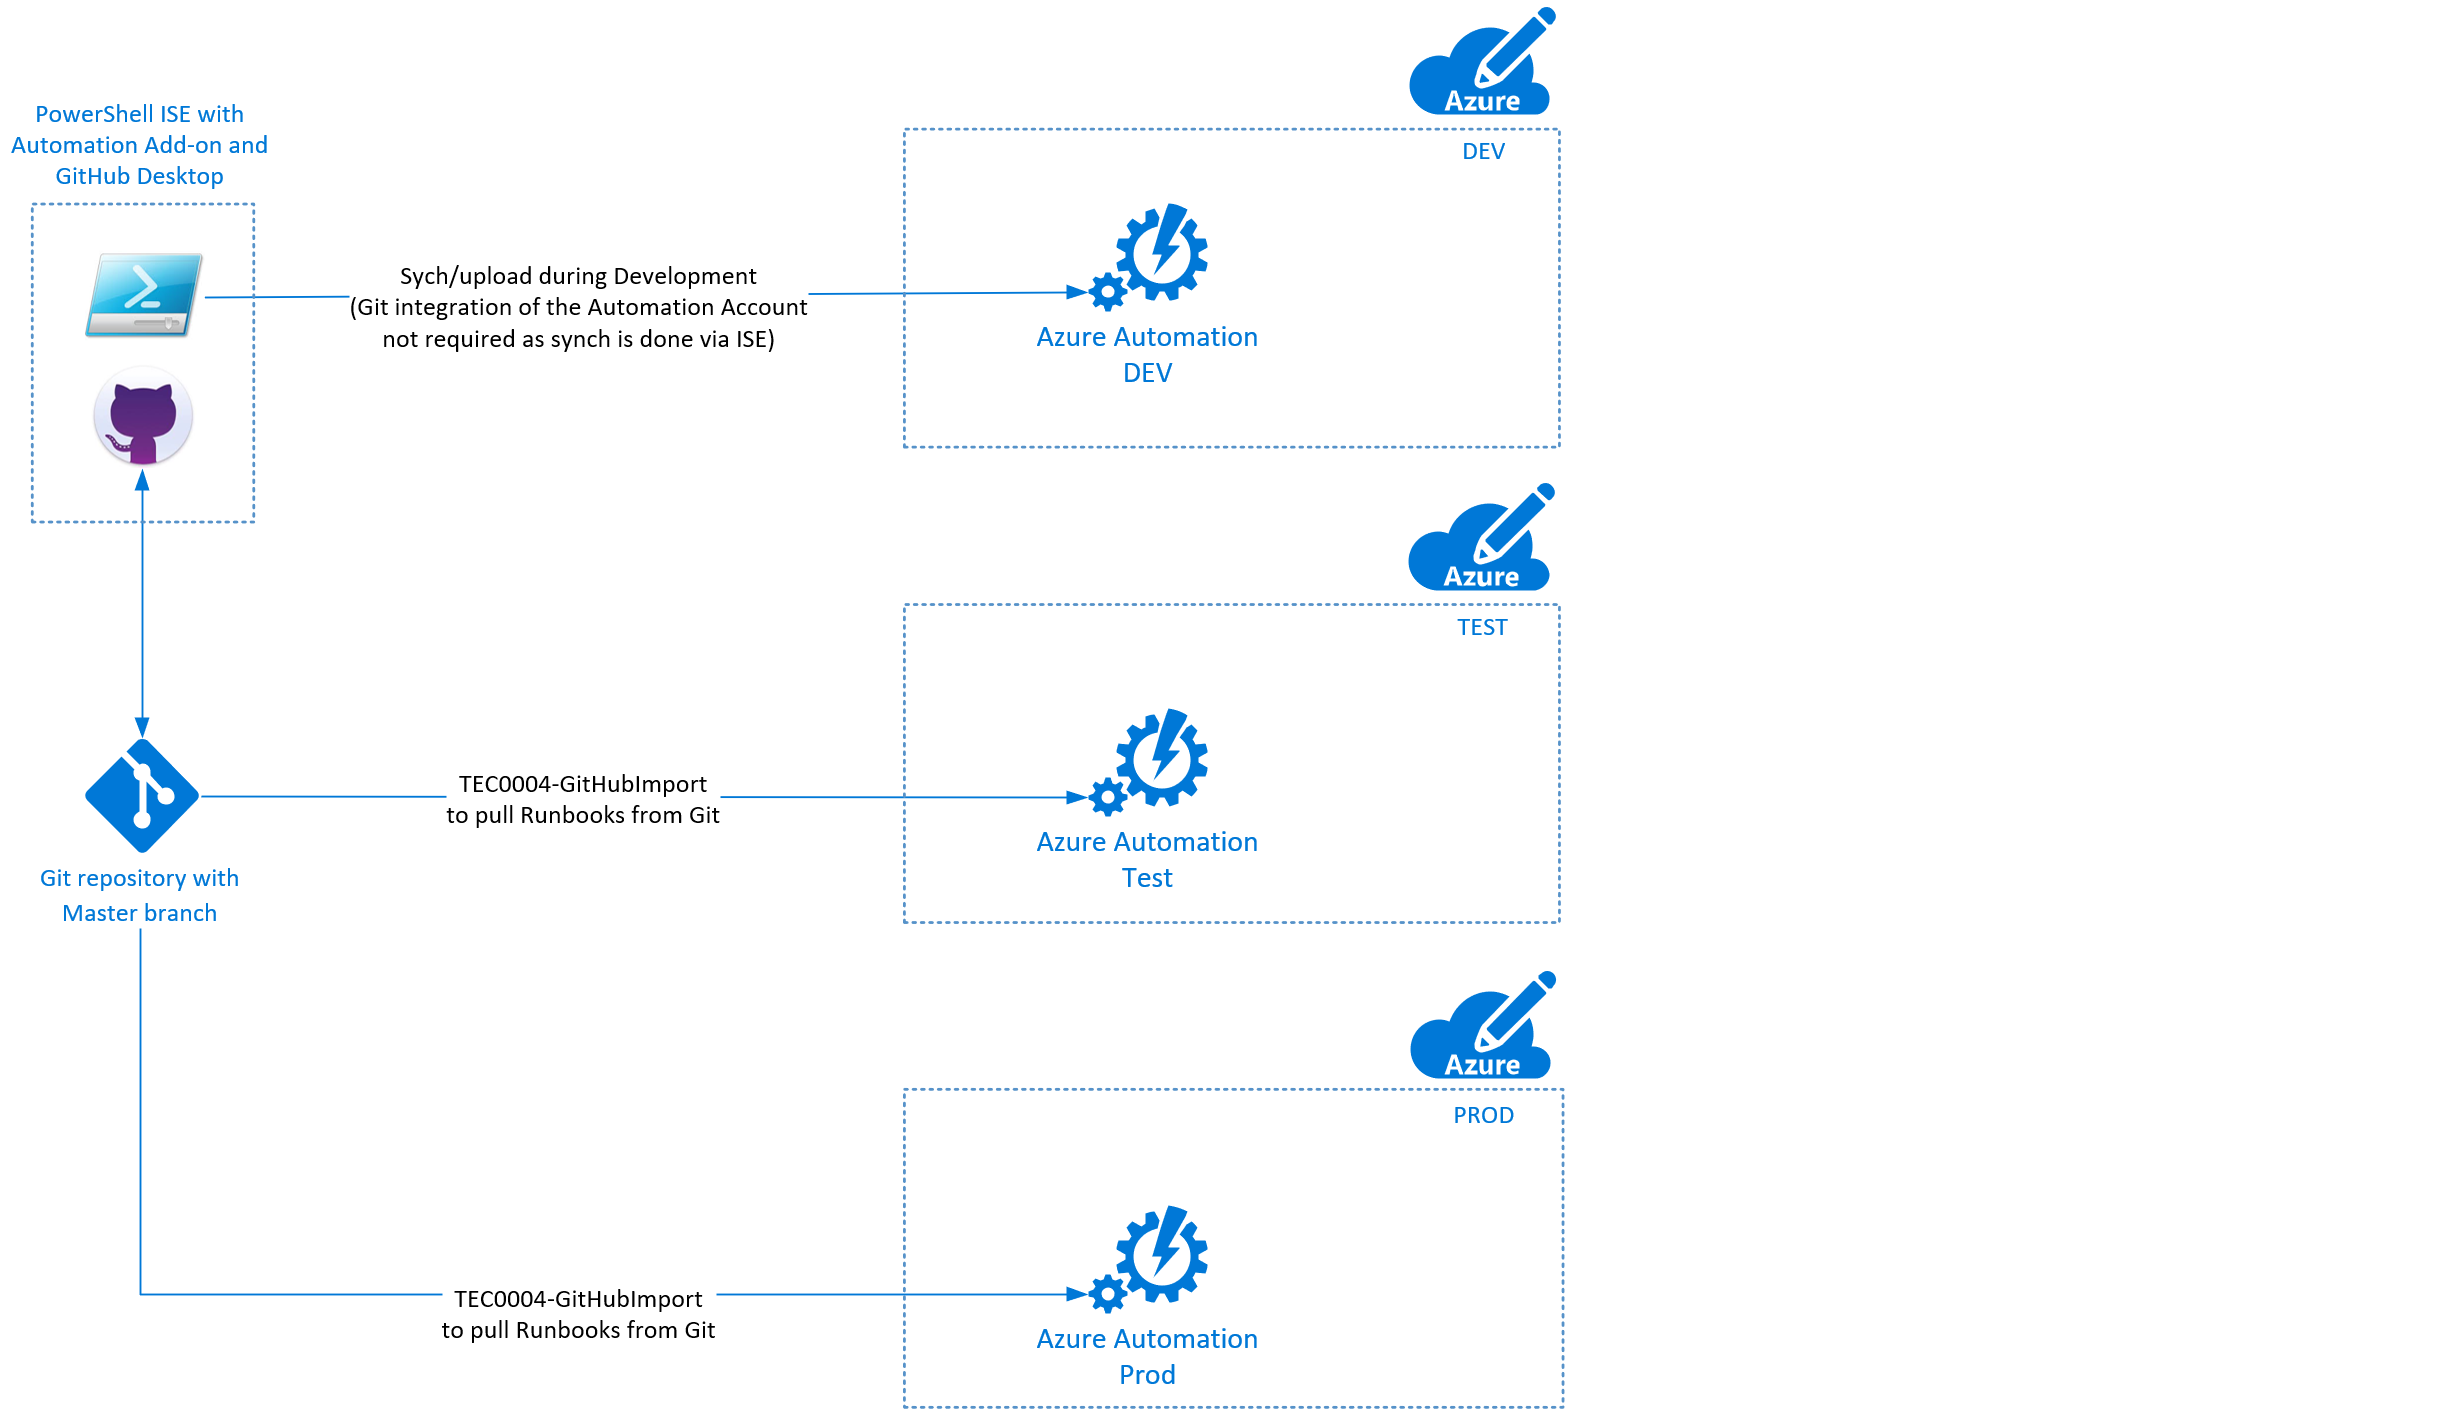 Azure
PowerShell ISE with
Automation Add-on and
GitHub Desktop
DEV
Sych/upload during Development
(Git integration of the Automation Account
not required as synch is done via ISE)
Azure Automation
DEV
Azure
TEST
TEC0004-GitHubImport
to pull Runbooks from Git
Azure Automation
Test
Git repository with
Master branch
Azure
PROD
TEC0004-GitHubImport
to pull Runbooks from Git
Azure Automation
Prod